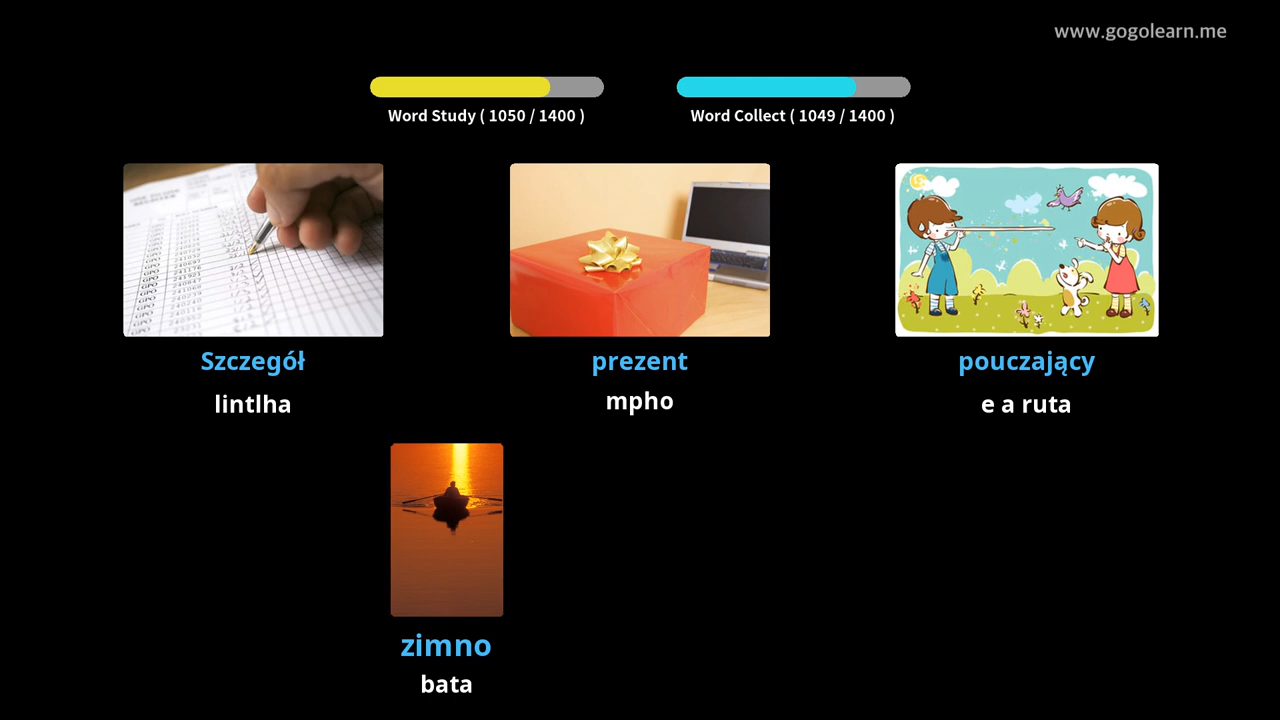 www.gogolearn.me
Word Study ( 1050 / 1400 )
Word Collect ( 1049 / 1400 )
Szczegół
prezent
pouczający
lintlha
mpho
e a ruta
zimno
bata